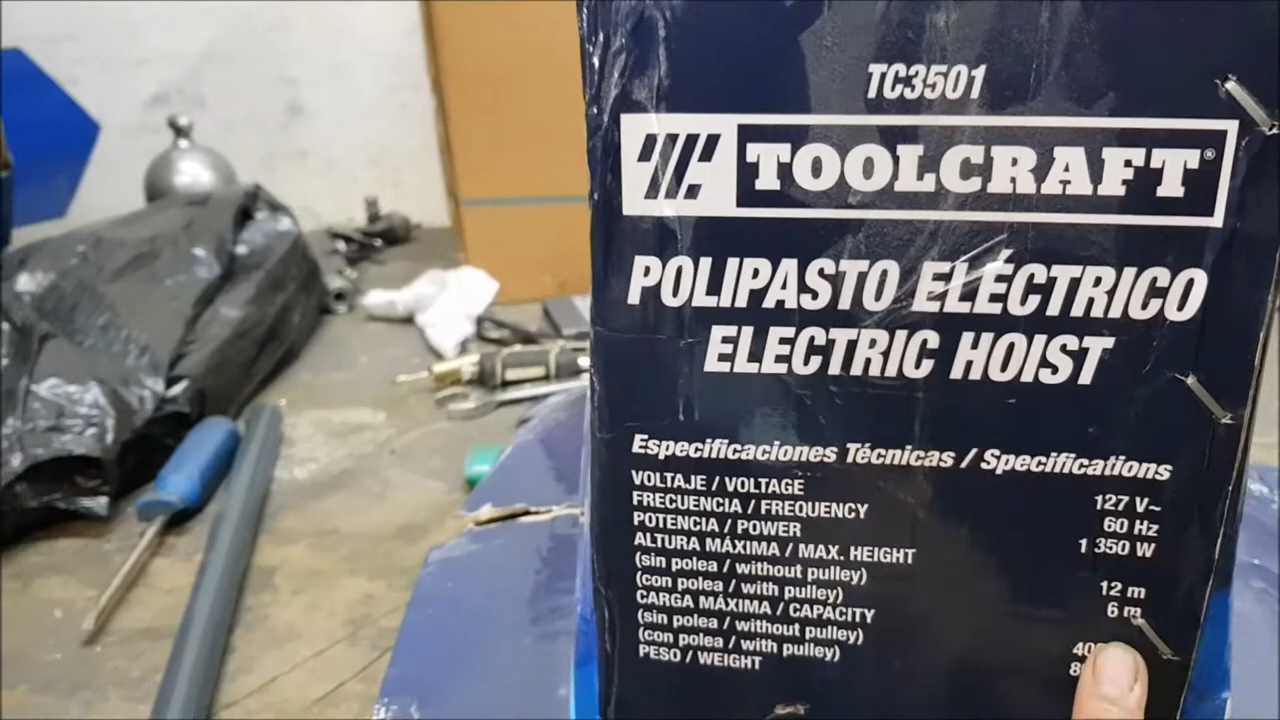 TC3501
TOOLCRAFT®
POLIPASTO ELÉCTRICO
ELECTRIC HOIST
Especificaciones Técnicas / Specifications
VOLTAJE / VOLTAGE 127 V~
FRECUENCIA / FREQUENCY 60 Hz
POTENCIA / POWER 1 350 W
ALTURA MÁXIMA / MAX. HEIGHT
(sin polea / without pulley) 12 m
(con polea / with pulley) 6 m
CARGA MÁXIMA / CAPACITY
(sin polea / without pulley)
(con polea / with pulley)
PESO / WEIGHT